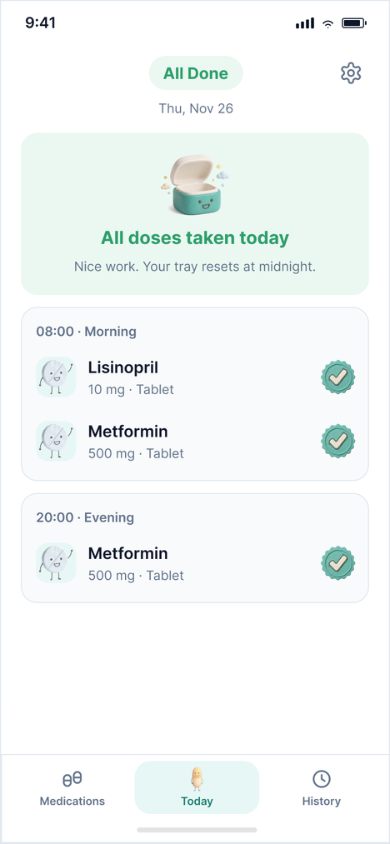 9:41
All Done
Thu, Nov 26
All doses taken today
Nice work. Your tray resets at midnight.
08:00 · Morning
Lisinopril
10 mg · Tablet
Metformin
500 mg · Tablet
20:00 · Evening
Metformin
500 mg · Tablet
Medications
Today
History